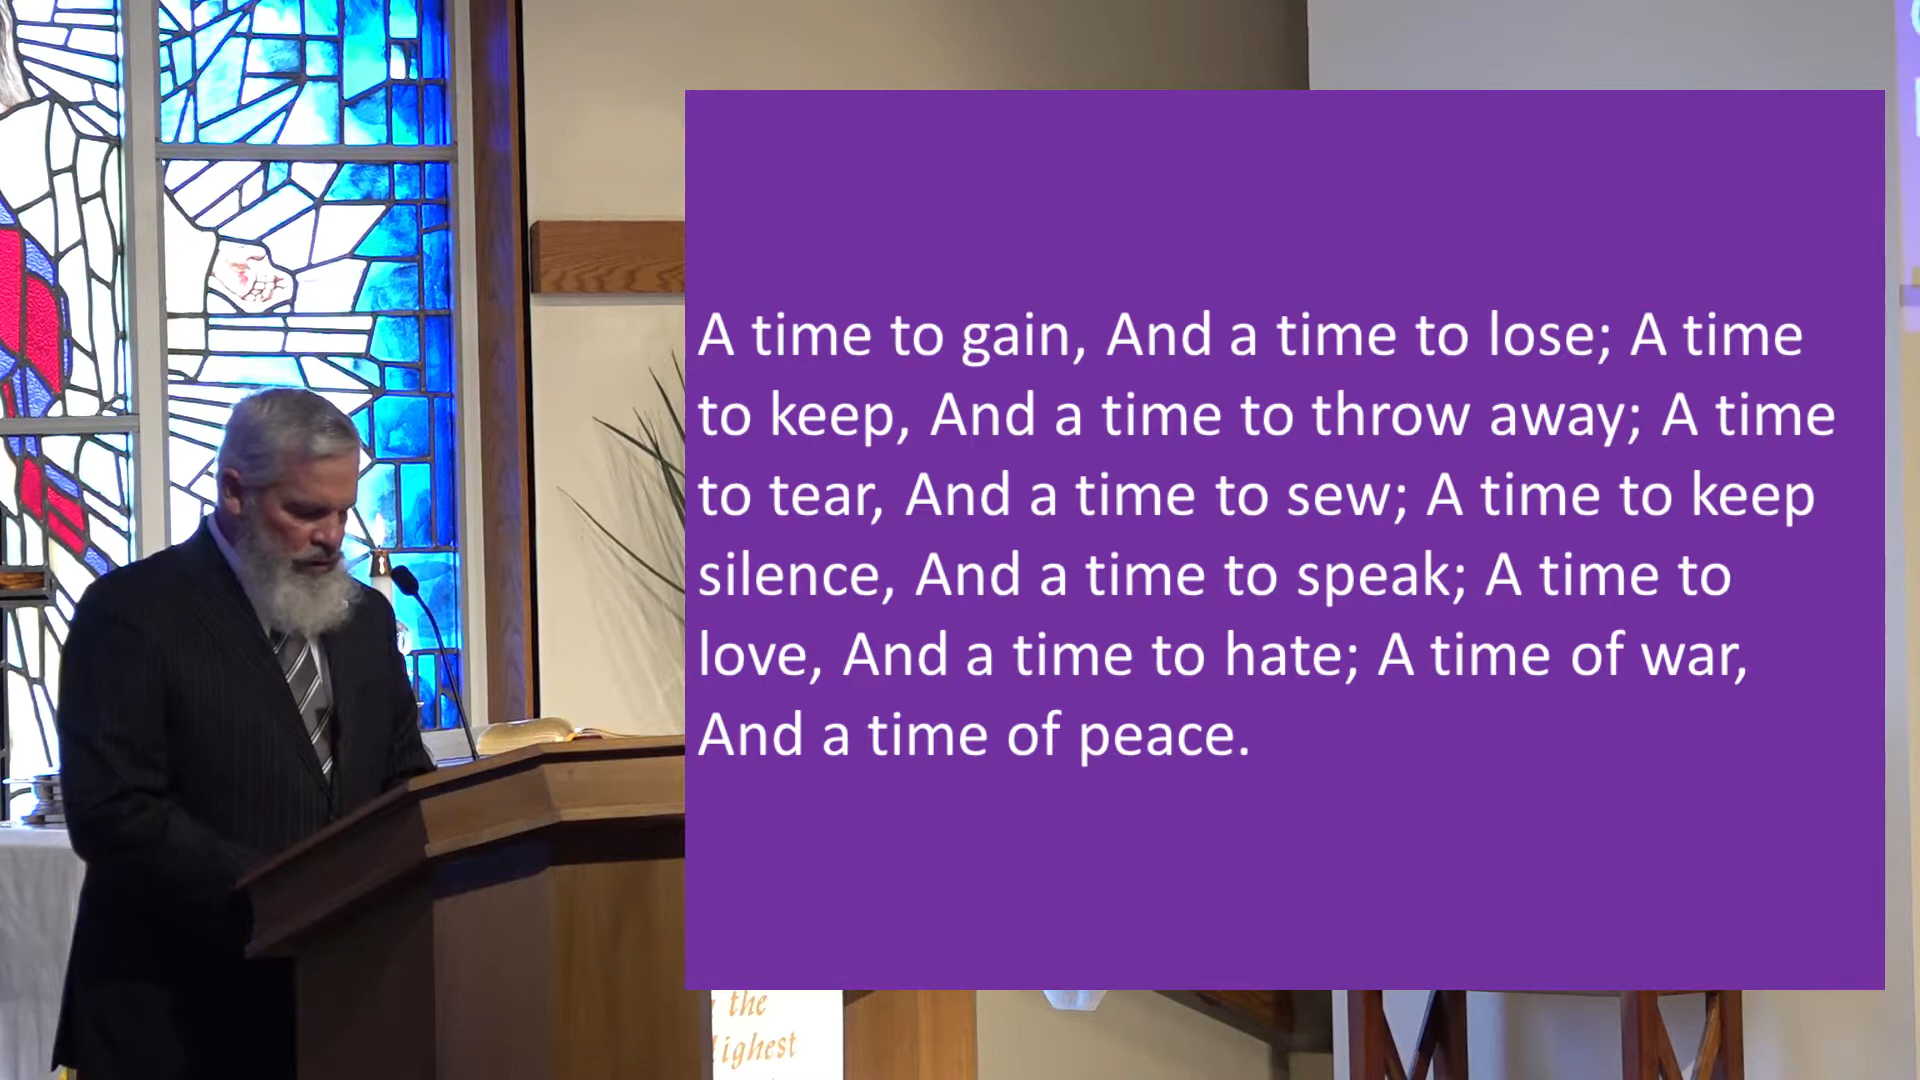 A time to gain, And a time to lose; A time
to keep, And a time to throw away; A time
to tear, And a time to sew; A time to keep
silence, And a time to speak; A time to
love, And a time to hate; A time of war,
And a time of peace.
the
ighest